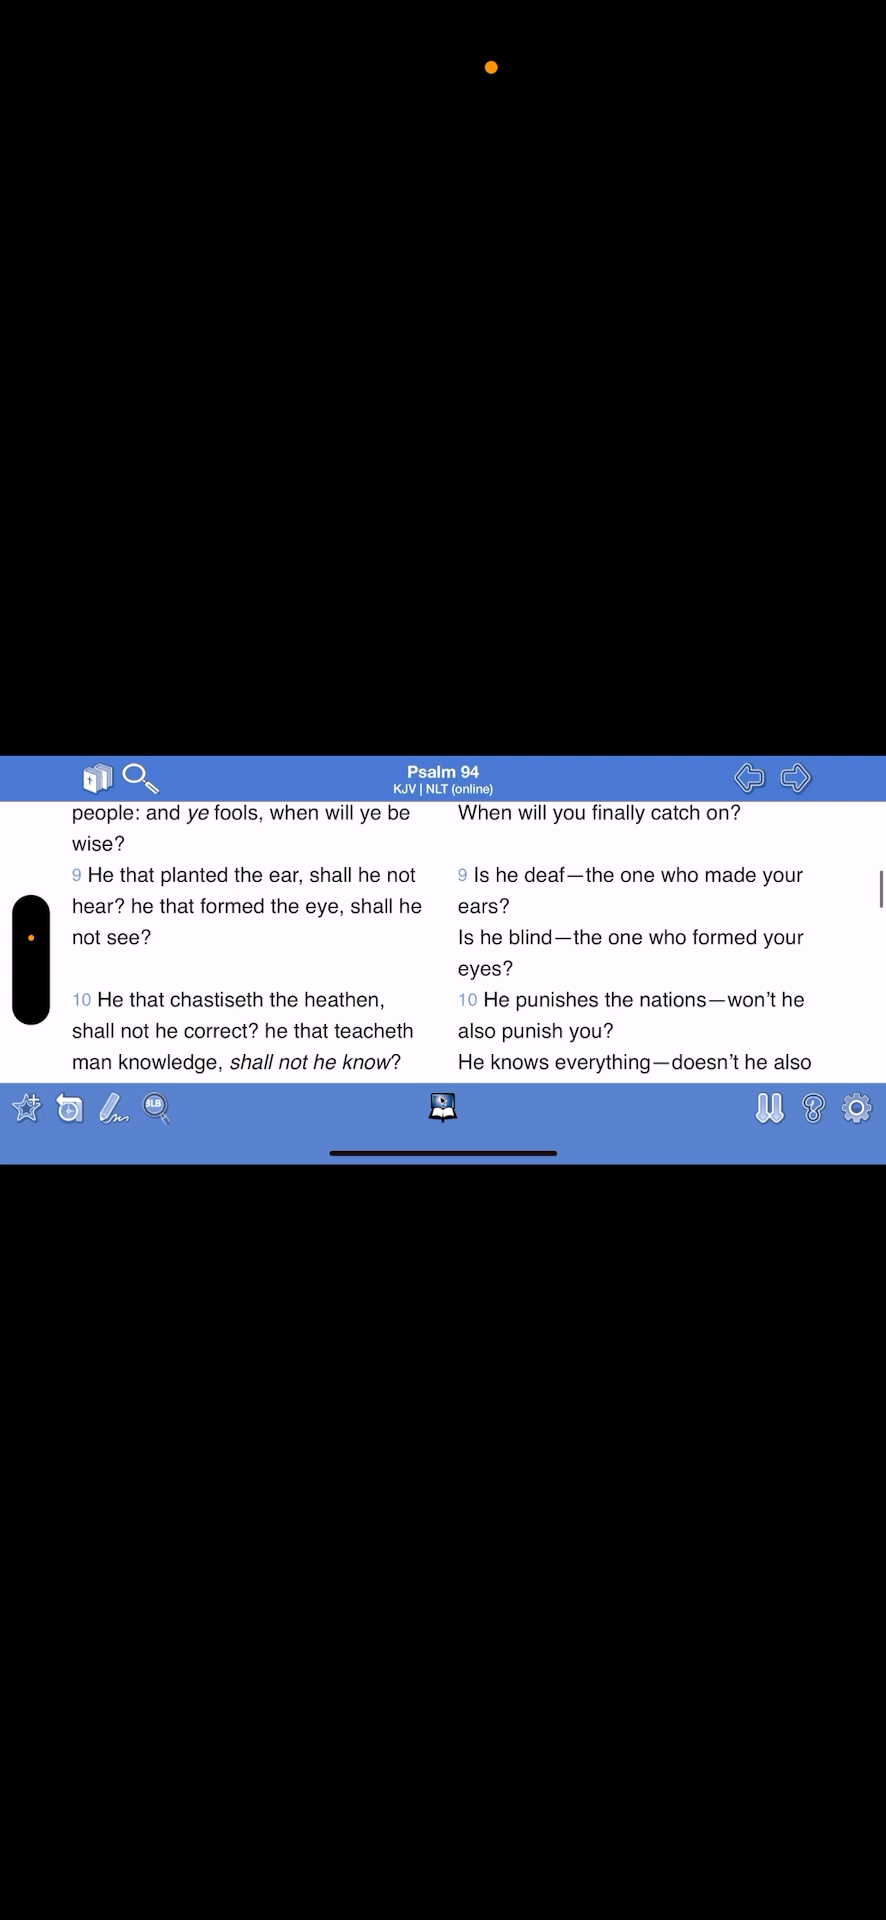 Psalm 94
KJV | NLT (online)
people: and ye fools, when will ye be
wise?
9 He that planted the ear, shall he not
hear? he that formed the eye, shall he
not see?
10 He that chastiseth the heathen,
shall not he correct? he that teacheth
man knowledge, shall not he know?
When will you finally catch on?
9 Is he deaf—the one who made your
ears?
Is he blind—the one who formed your
eyes?
10 He punishes the nations—won’t he
also punish you?
He knows everything—doesn’t he also
BLB